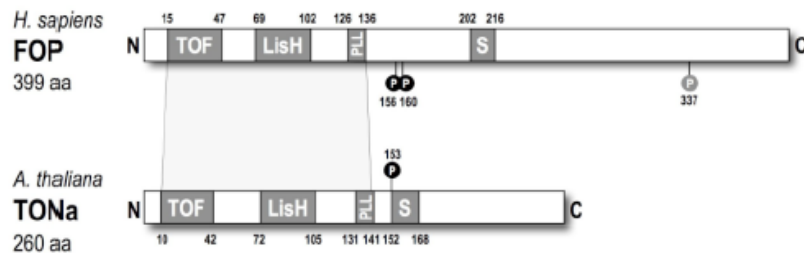 H. sapiens
FOP
399 aa
15 47 69 102 126 136 202 216
N TOF LisH PLL S C
P P P
156 160 337
153
P
A. thaliana
TONa
260 aa
N TOF LisH PLL S C
10 42 72 105 131 141 152 168